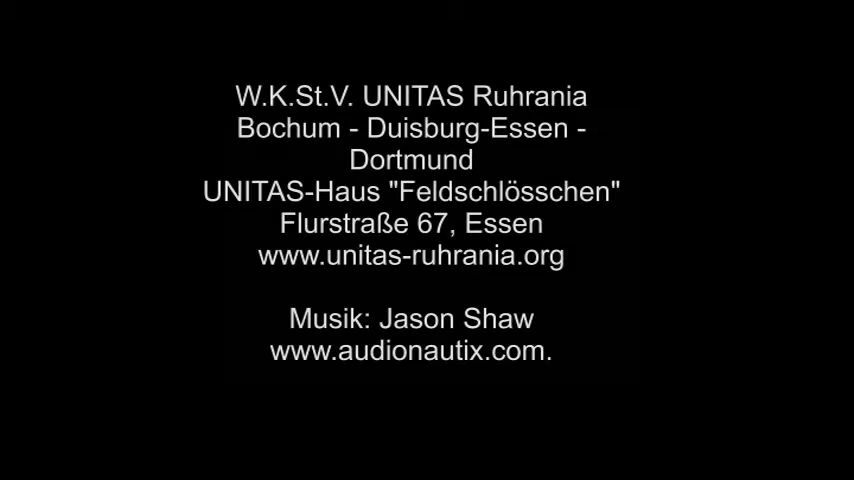 W.K.St.V. UNITAS Ruhrania
Bochum - Duisburg-Essen -
Dortmund
UNITAS-Haus "Feldschlösschen"
Flurstraße 67, Essen
www.unitas-ruhrania.org
Musik: Jason Shaw
www.audionautix.com.